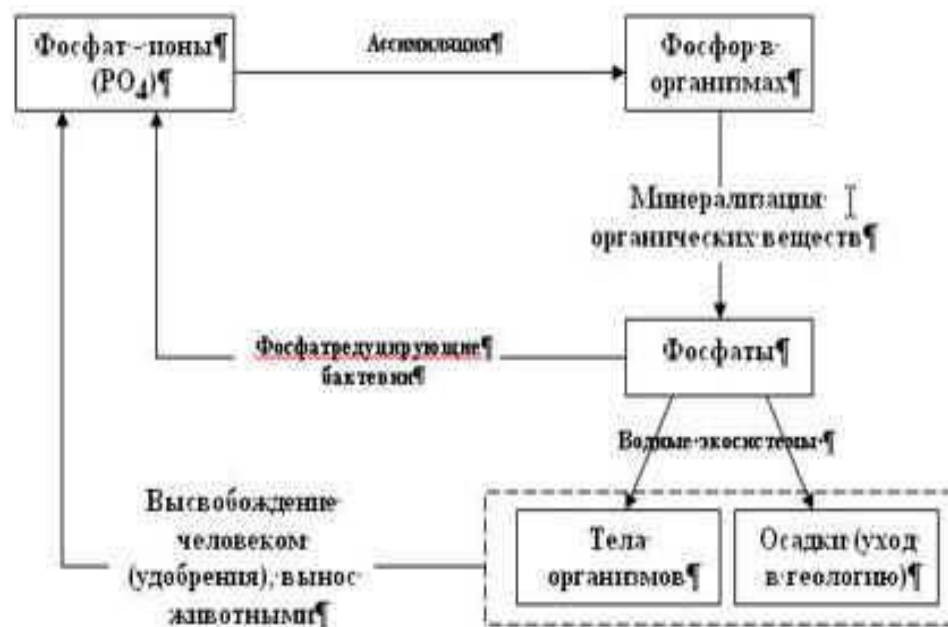 Фосфат - ионы¶
(PO4)¶
Ассимиляция¶
Фосфор·в·
организмах¶
Минерализация·
органических·веществ¶
Фосфаты¶
Фосфатредуцирующие¶
бактерии¶
Водные·экосистемы·¶
Высвобождение·
человеком·
(удобрения),·вынос·
животными¶
Тела·
организмов¶
Осадки·(уход·
в·геологию)¶